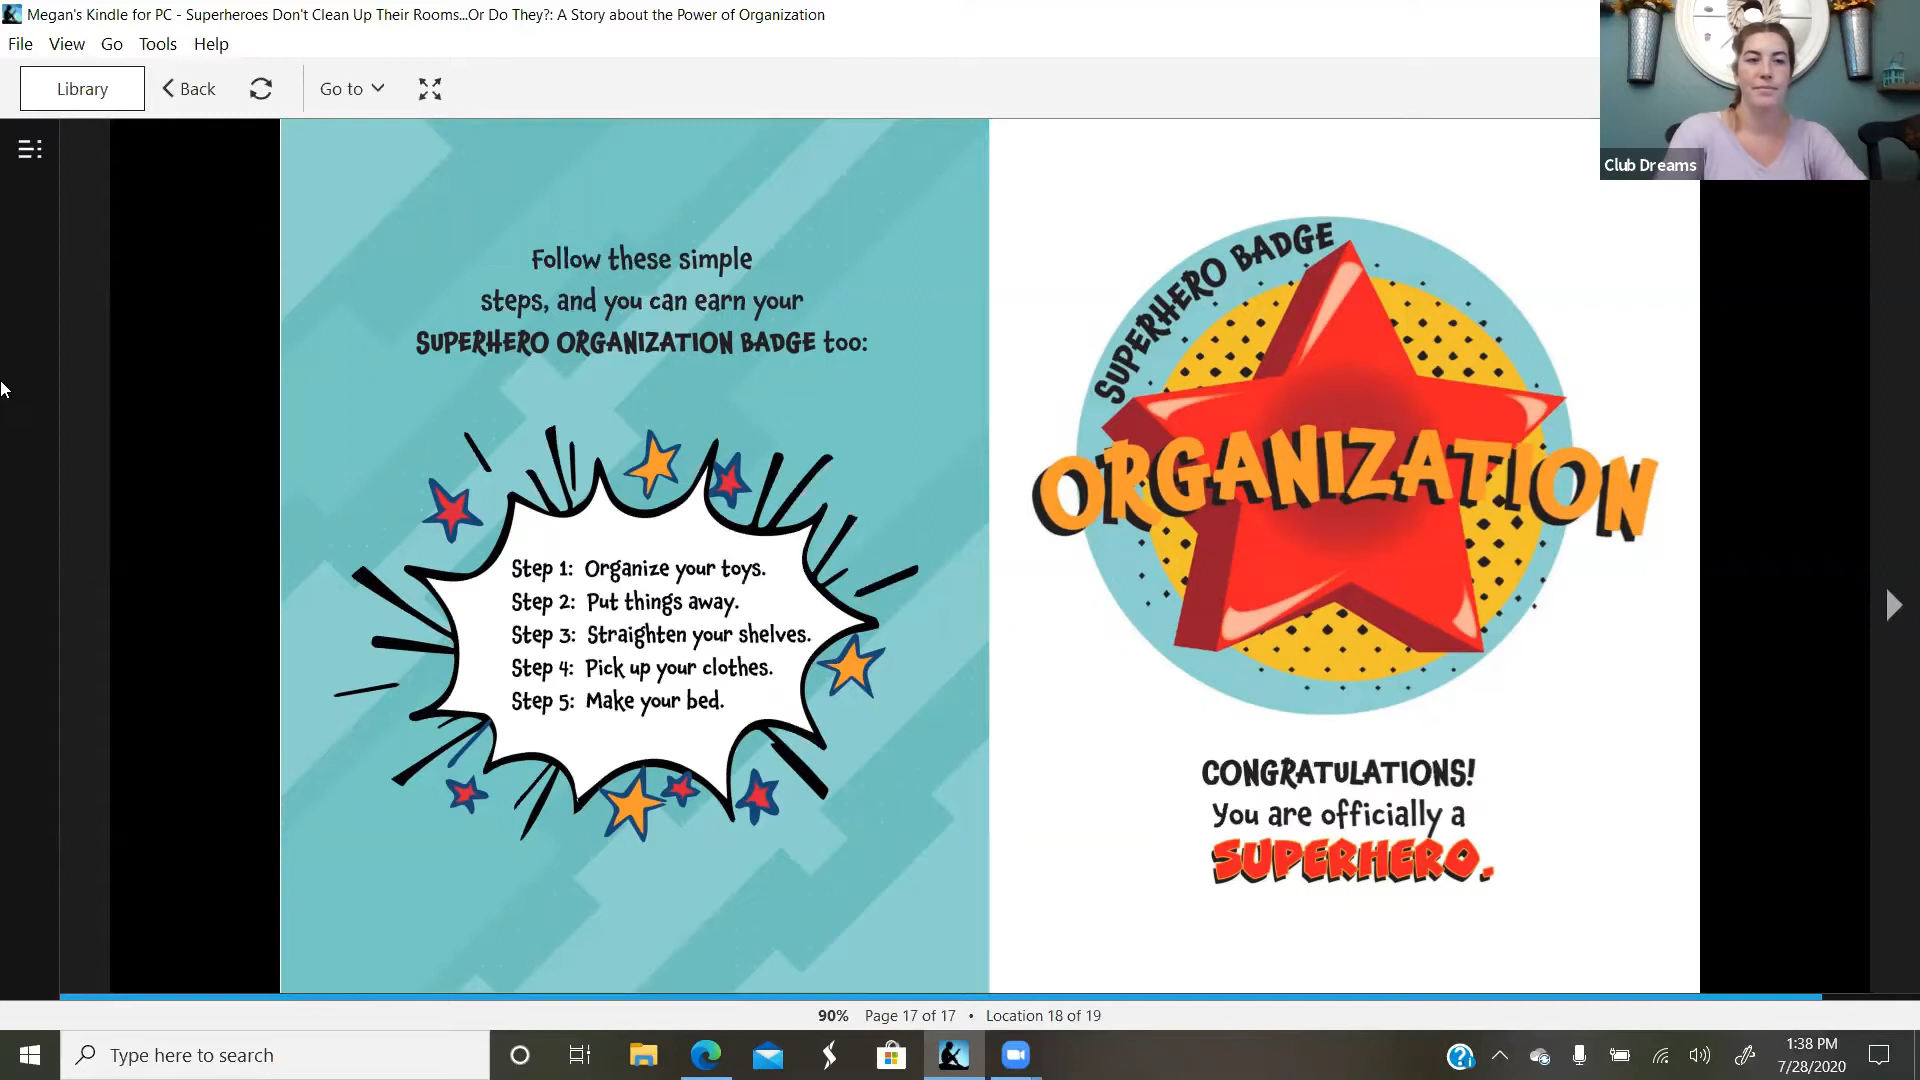 Megan's Kindle for PC - Superheroes Don't Clean Up Their Rooms...Or Do They?: A Story about the Power of Organization
File View Go Tools Help
Library Back Go to
Club Dreams
Follow these simple
steps, and you can earn your
SUPERHERO ORGANIZATION BADGE too:
Step 1: Organize your toys.
Step 2: Put things away.
Step 3: Straighten your shelves.
Step 4: Pick up your clothes.
Step 5: Make your bed.
SUPERHERO BADGE
ORGANIZATION
CONGRATULATIONS!
You are officially a
SUPERHERO.
90% Page 17 of 17 • Location 18 of 19
Type here to search
1:38 PM
7/28/2020